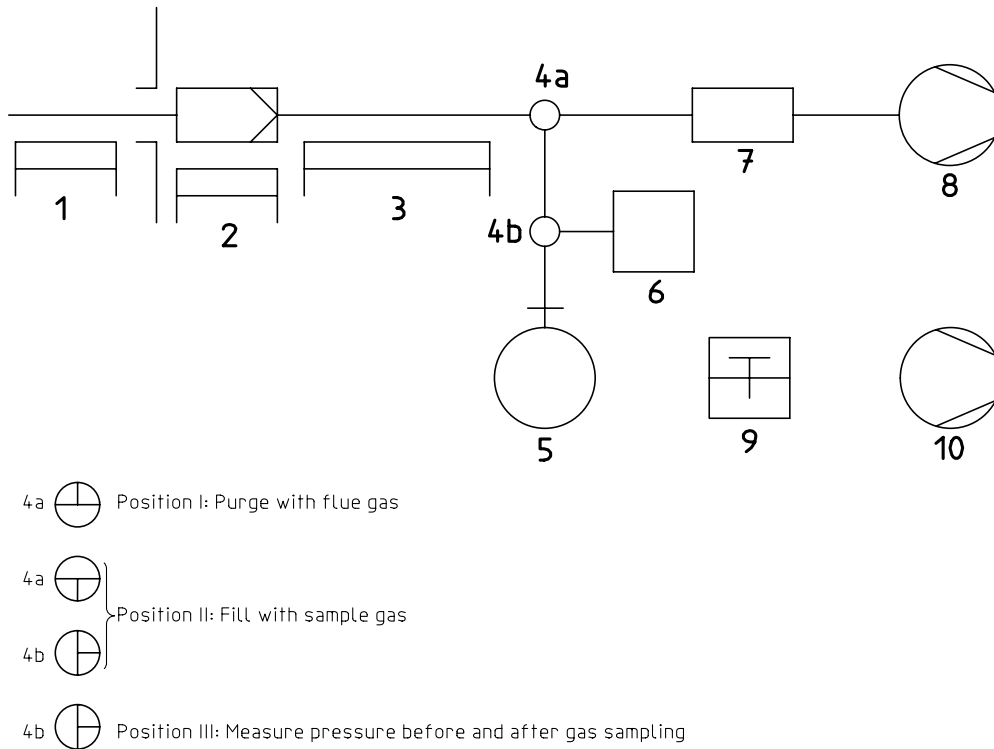 4a
7
8
1
2
3
4b
6
5
9
10
4a Position I: Purge with flue gas
4a
Position II: Fill with sample gas
4b
4b Position III: Measure pressure before and after gas sampling